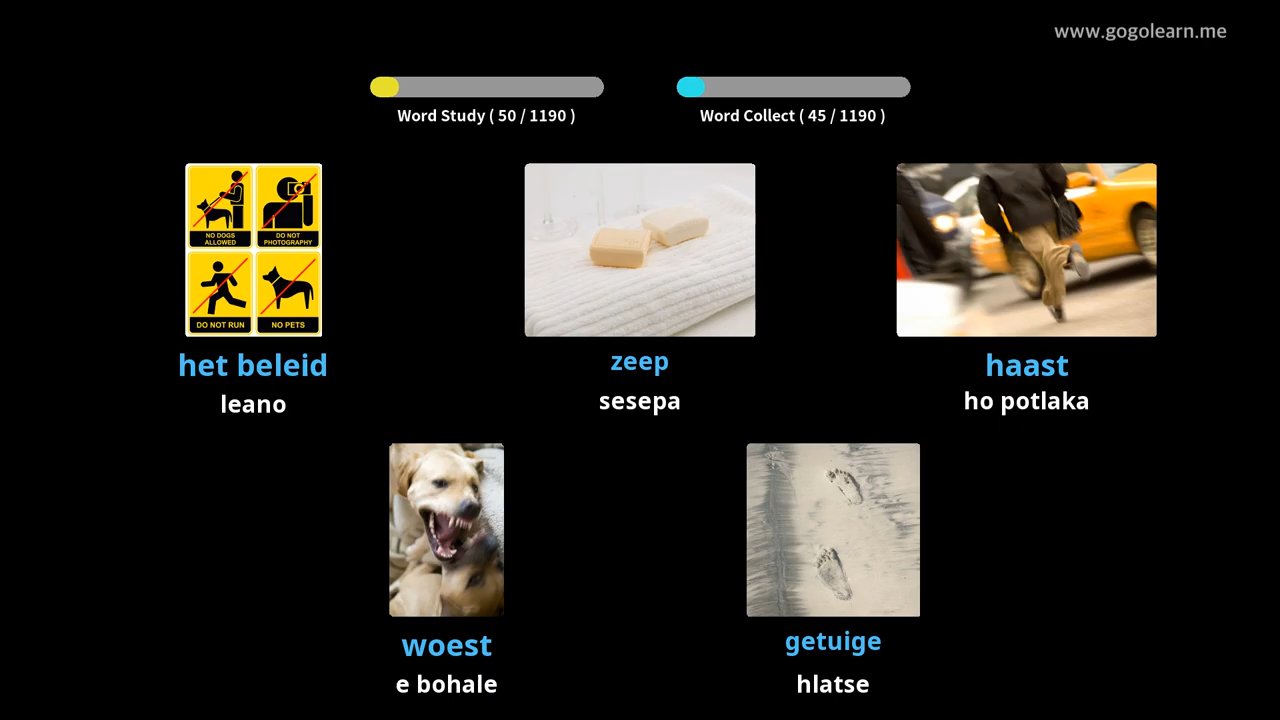 www.gogolearn.me
Word Study ( 50 / 1190 )
Word Collect ( 45 / 1190 )
NO DOGS
ALLOWED
DO NOT
PHOTOGRAPHY
DO NOT RUN
NO PETS
het beleid
leano
zeep
sesepa
haast
ho potlaka
woest
e bohale
getuige
hlatse